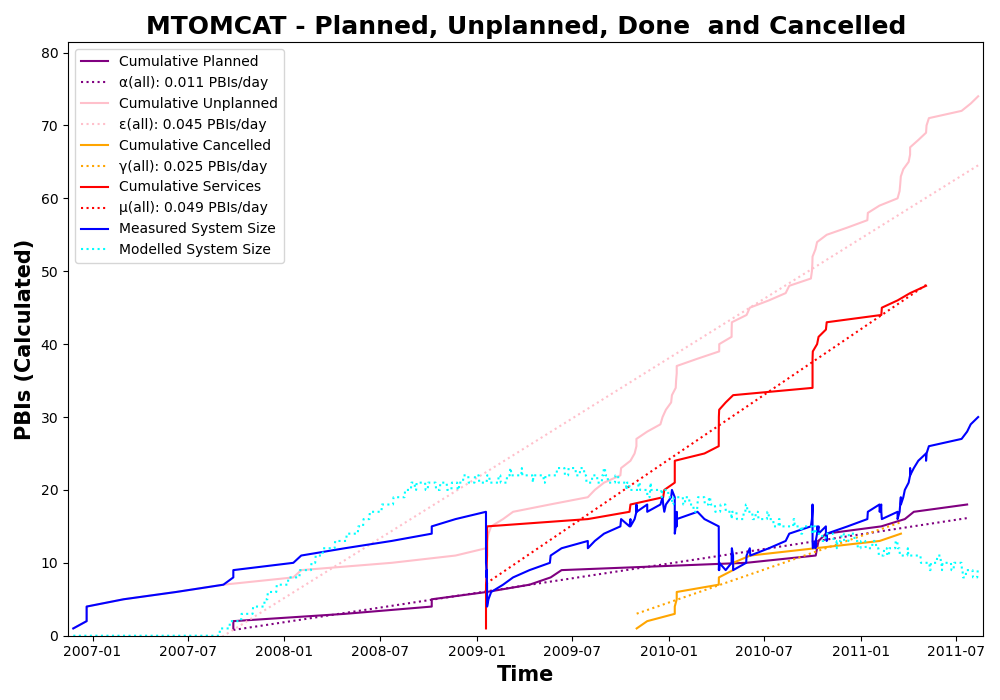 MTOMCAT - Planned, Unplanned, Done  and Cancelled
PBIs (Calculated)
80
70
60
50
40
30
20
10
0
Cumulative Planned
α(all): 0.011 PBIs/day
Cumulative Unplanned
ε(all): 0.045 PBIs/day
Cumulative Cancelled
γ(all): 0.025 PBIs/day
Cumulative Services
μ(all): 0.049 PBIs/day
Measured System Size
Modelled System Size
2007-01 2007-07 2008-01 2008-07 2009-01 2009-07 2010-01 2010-07 2011-01 2011-07
Time